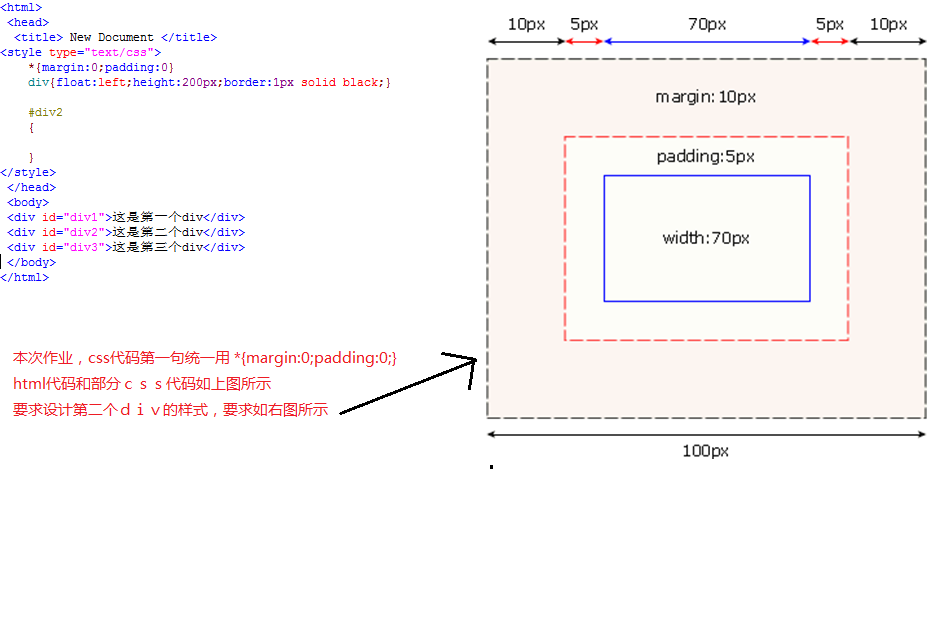 <html>
<head>
<title> New Document </title>
<style type="text/css">
*{margin:0;padding:0}
div{float:left;height:200px;border:1px solid black;}
#div2
{
}
</style>
</head>
<body>
<div id="div1">这是第一个div</div>
<div id="div2">这是第二个div</div>
<div id="div3">这是第三个div</div>
</body>
</html>
本次作业，css代码第一句统一用 *{margin:0;padding:0;}
html代码和部分ｃｓｓ代码如上图所示
要求设计第二个ｄｉｖ的样式，要求如右图所示
10px 5px 70px 5px 10px
margin: 10px
padding:5px
width:70px
100px